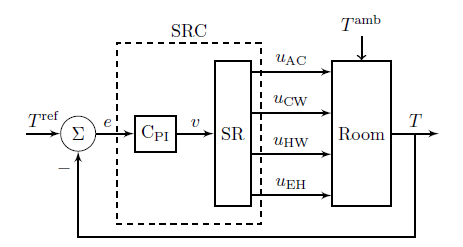 SRC
T^amb
u_AC
T^ref
Σ
e
C_PI
v
SR
u_CW
Room
T
−
u_HW
u_EH